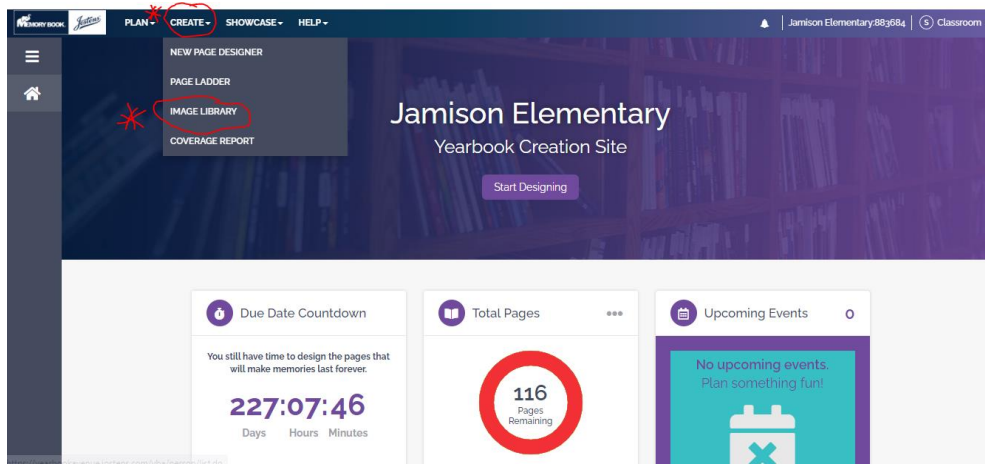 MEMORY BOOK. Jostens PLAN CREATE SHOWCASE HELP Jamison Elementary:883684 S Classroom
NEW PAGE DESIGNER
PAGE LADDER
IMAGE LIBRARY
COVERAGE REPORT
Jamison Elementary
Yearbook Creation Site
Start Designing
Due Date Countdown
You still have time to design the pages that
will make memories last forever.
227:07:46
Days Hours Minutes
Total Pages
116
Pages
Remaining
Upcoming Events 0
No upcoming events.
Plan something fun!